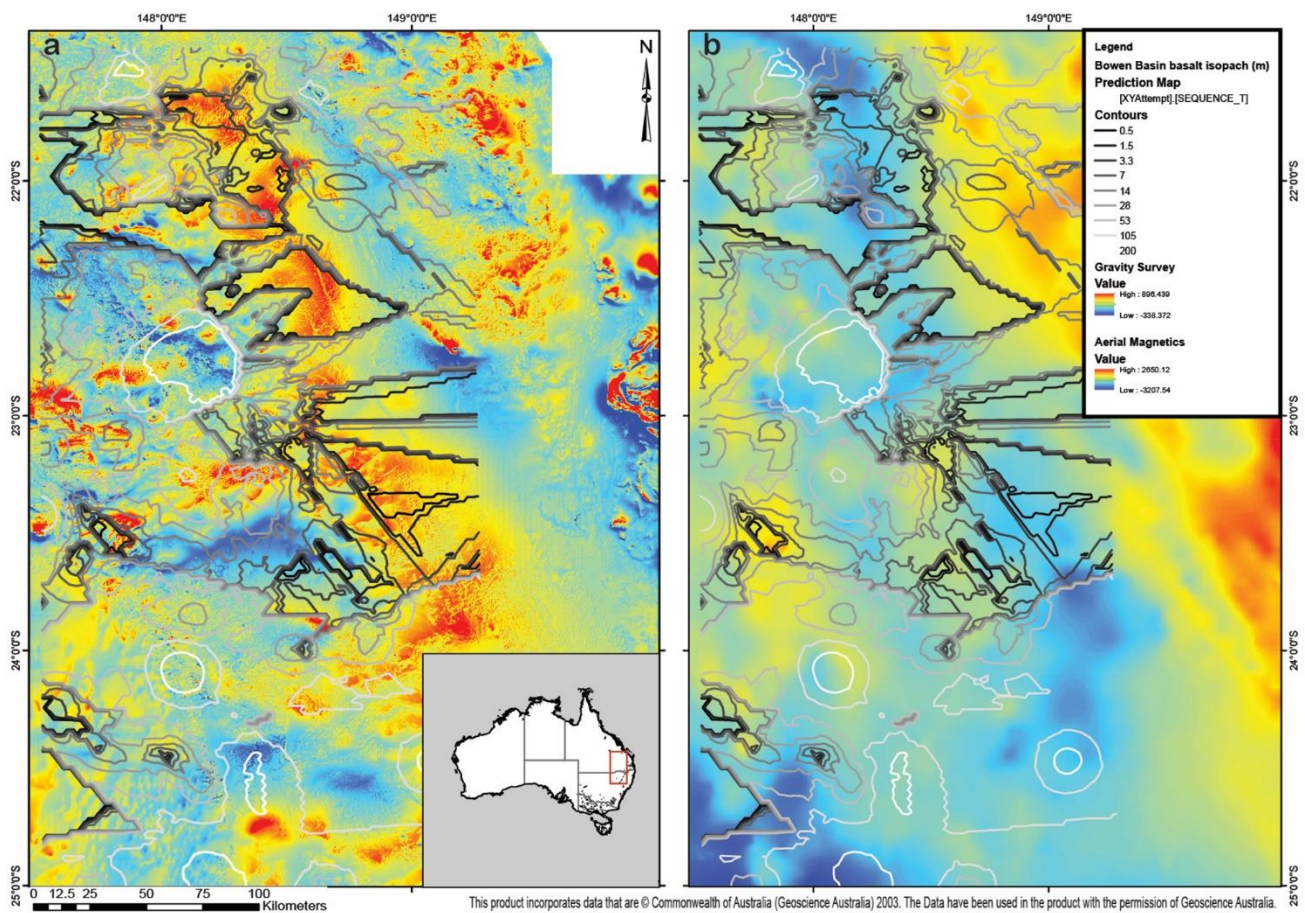 148°0'0"E
149°0'0"E
148°0'0"E
149°0'0"E
a
N
b
Legend
Bowen Basin basalt isopach (m)
Prediction Map
[XYAttempt].[SEQUENCE_T]
Contours
0.5
1.5
3.3
7
14
28
53
105
200
Gravity Survey
Value
High : 896.439
Low : -338.372
Aerial Magnetics
Value
High : 2650.12
Low : -3207.54
22°0'0"S
22°0'0"S
23°0'0"S
23°0'0"S
24°0'0"S
24°0'0"S
25°0'0"S
25°0'0"S
0 12.5 25 50 75 100
Kilometers
This product incorporates data that are © Commonwealth of Australia (Geoscience Australia) 2003. The Data have been used in the product with the permission of Geoscience Australia.